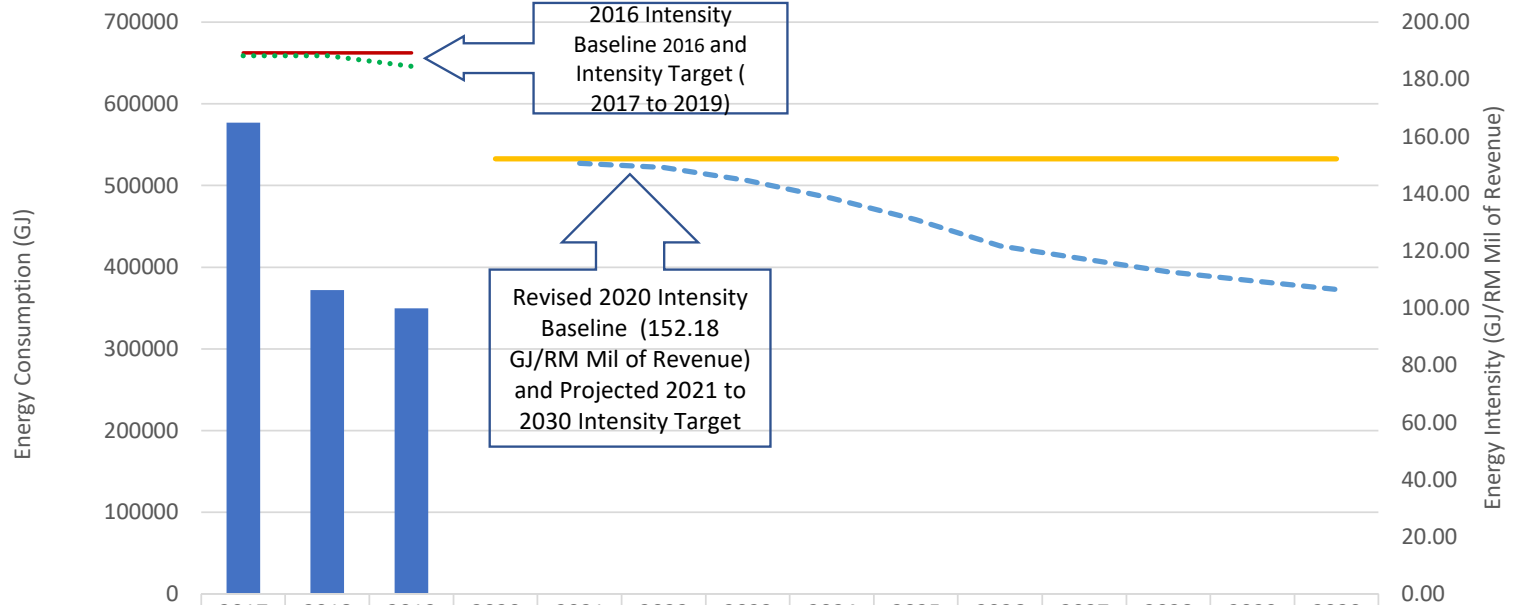 700000
600000
500000
400000
300000
200000
100000
0
Energy Consumption (GJ)
2016 Intensity
Baseline 2016 and
Intensity Target (
2017 to 2019)
Revised 2020 Intensity
Baseline (152.18
GJ/RM Mil of Revenue)
and Projected 2021 to
2030 Intensity Target
200.00
180.00
160.00
140.00
120.00
100.00
80.00
60.00
40.00
20.00
0.00
Energy Intensity (GJ/RM Mil of Revenue)